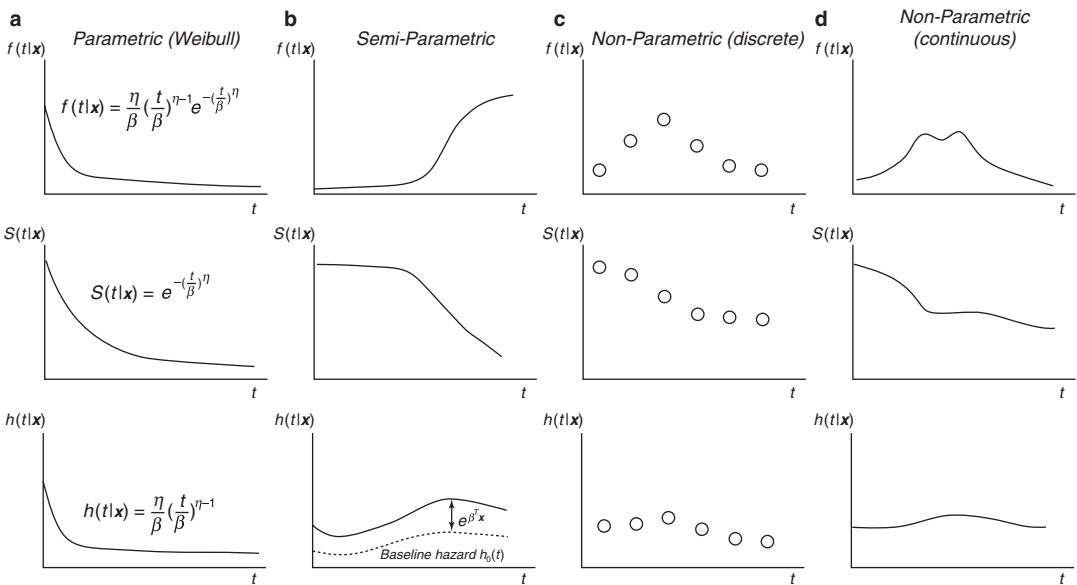 a
Parametric (Weibull)
f(t|x)
f(t|x) = η/β (t/β)^η−1 e^−(t/β)^η
t
S(t|x)
S(t|x) = e^−(t/β)^η
t
h(t|x)
h(t|x) = η/β (t/β)^η−1
t
b
Semi-Parametric
f(t|x)
t
S(t|x)
t
h(t|x)
e^β^T x
Baseline hazard h₀(t)
t
c
Non-Parametric (discrete)
f(t|x)
t
S(t|x)
t
h(t|x)
t
d
Non-Parametric
(continuous)
f(t|x)
t
S(t|x)
t
h(t|x)
t